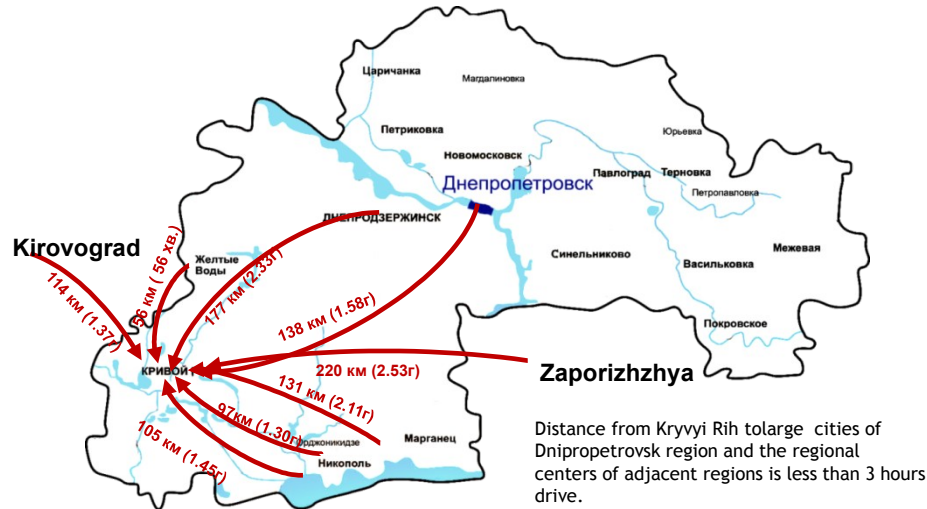 Царичанка
Магдалиновка
Петриковка
Юрьевка
Новомосковск
Павлоград
Терновка
Днепропетровск
Петропавловка
ДНЕПРОДЗЕРЖИНСК
Kirovograd
Желтые
Воды
Синельниково
Межевая
Васильковка
Покровское
114 км (1.37г)
56 км ( 56 хв.)
177 км (2.33г)
138 км (1.58г)
КРИВОЙ
220 км (2.53г)
Zaporizhzhya
131 км (2.11г)
97км (1.30г)
105 км (1.45г)
Орджоникидзе
Марганец
Никополь
Distance from Kryvyi Rih tolarge cities of
Dnipropetrovsk region and the regional
centers of adjacent regions is less than 3 hours
drive.